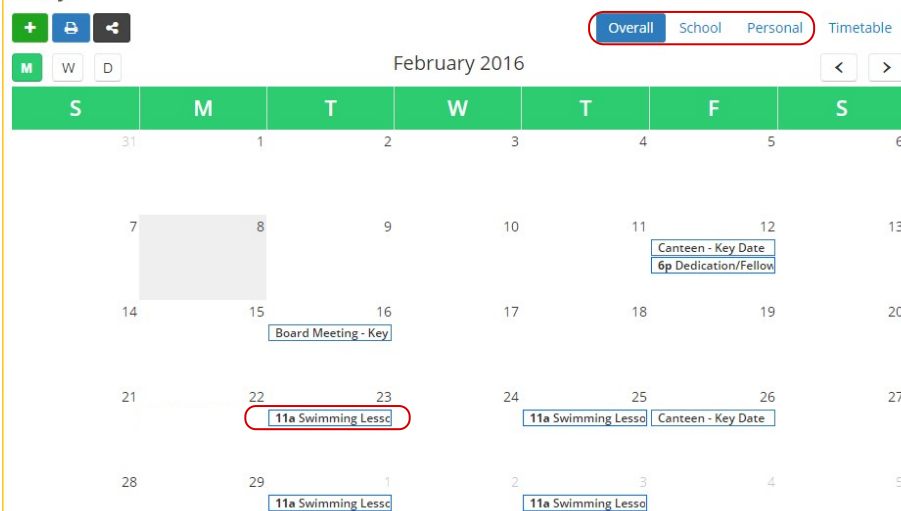 Overall School Personal Timetable
M W D February 2016 < >
S M T W T F S
31 1 2 3 4 5 6
7 8 9 10 11 12 13
Canteen - Key Date
6p Dedication/Fellow
14 15 16 17 18 19 20
Board Meeting - Key
21 22 23 24 25 26 27
11a Swimming Lesso 11a Swimming Lesso Canteen - Key Date
28 29 1 2 3 4 5
11a Swimming Lesso 11a Swimming Lesso